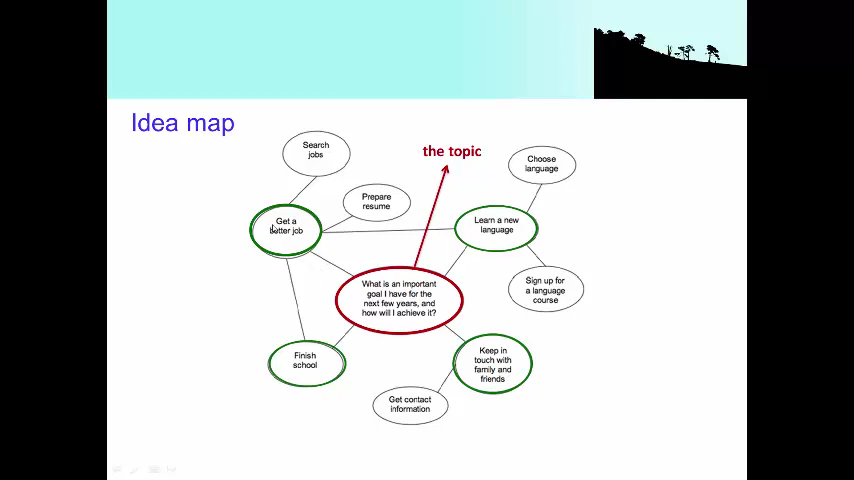 Idea map
Search
jobs
the topic
Choose
language
Prepare
resume
Get a
better job
Learn a new
language
What is an important
goal I have for the
next few years, and
how will I achieve it?
Sign up for
a language
course
Finish
school
Keep in
touch with
family and
friends
Get contact
information